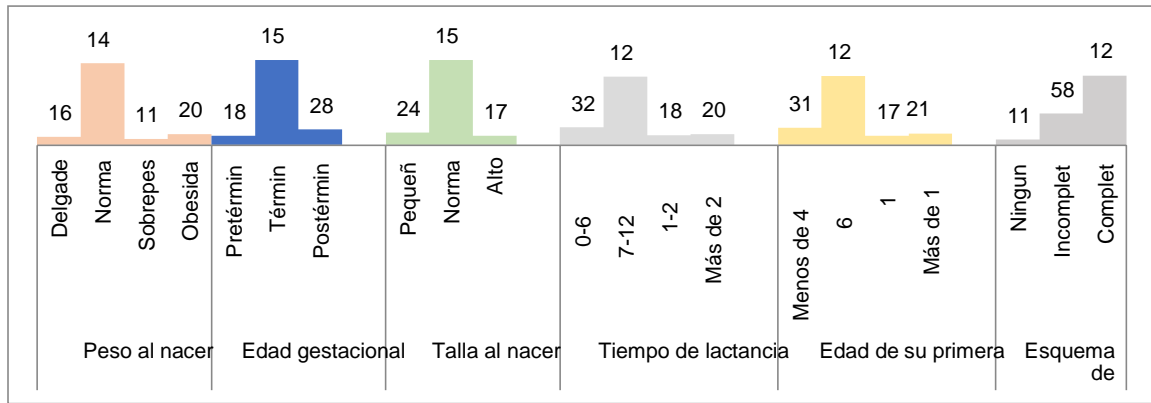 16
14
11
20
18
15
28
24
15
17
32
12
18
20
31
12
17
21
11
58
12
Delgade
Norma
Sobrepes
Obesida
Pretérmin
Términ
Postérmin
Pequeñ
Norma
Alto
0-6
7-12
1-2
Más de 2
Menos de 4
6
1
Más de 1
Ningun
Incomplet
Complet
Peso al nacer
Edad gestacional
Talla al nacer
Tiempo de lactancia
Edad de su primera
Esquema
de